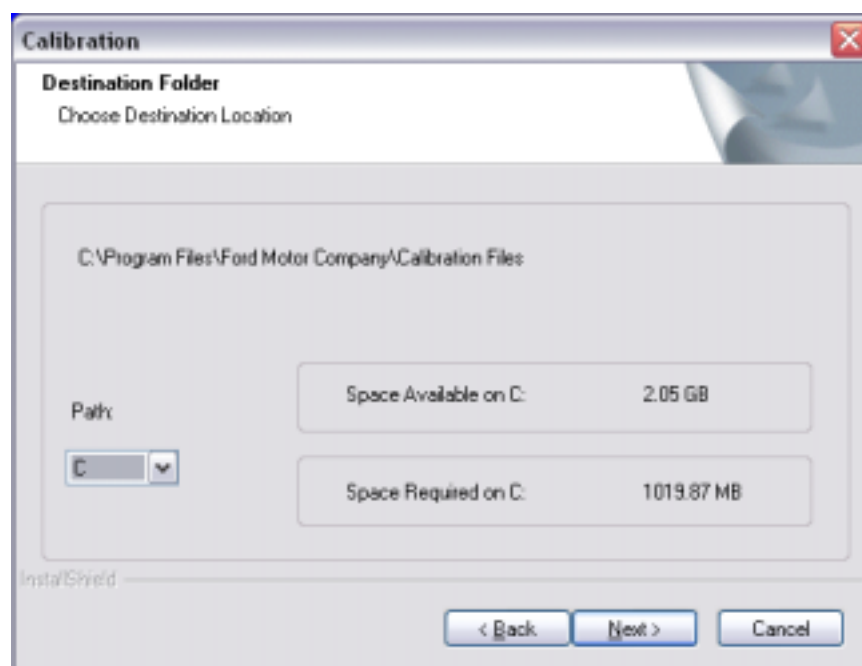 Calibration
Destination Folder
Choose Destination Location
C:\Program Files\Ford Motor Company\Calibration Files
Space Available on C: 2.05 GB
Path:
C
Space Required on C: 1019.87 MB
InstallShield
< Back Next > Cancel